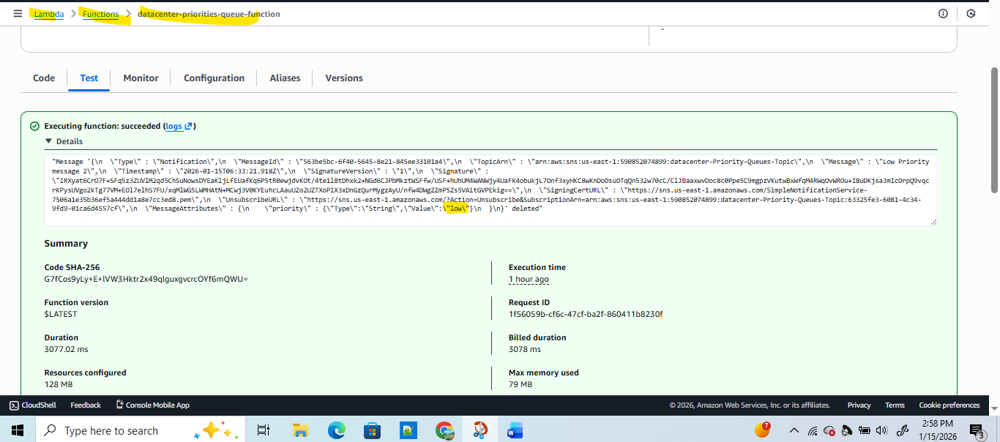 Lambda > Functions > datacenter-priorities-queue-function
-
Code Test Monitor Configuration Aliases Versions
Executing function: succeeded (logs)
Details
"Message '{\n  \"Type\" : \"Notification\",\n  \"MessageId\" : \"563be5bc-6f40-5645-8e21-845ee33101a4\",\n  \"TopicArn\" : \"arn:aws:sns:us-east-1:590852074899:datacenter-Priority-Queues-Topic\",\n  \"Message\" : \"Low Priority
message 2\",\n  \"Timestamp\" : \"2026-01-15T06:33:21.918Z\",\n  \"SignatureVersion\" : \"1\",\n  \"Signature\" :
\"IRXyat6CrO7F+SFq5z3ZUVlM2qd5ChSuNowsDYEaKljLfEUafKq6P5tR0ewjdvKOt/4te1lBtDhxk2+NGd6CJPbMkztWSFfw/USF+hUhUM4WANWjy4UaFK4obukjL7Onf3xyHKC8wKnDoDsuOTqQn532w70cC/ClJBaaxwvDoc8c0Ppe5C9mgpzVKutwBxWfqM4RWqOvWROu+IBuDKjsa3mIcOrpQ9vqc
rKPysUVgo2kTg77VM+EOl7elhS7FU/xqMlWG5LWMHAtN+MCwj3V0KYEuhcLAauUZo2UZTXoPIX3xDnGzQurMygzAyU/nfw4DWgZZmP5Zs5VAitGVPEkig==\",\n  \"SigningCertURL\" : \"https://sns.us-east-1.amazonaws.com/SimpleNotificationService-
7506a1e35b36ef5a444dd1a8e7cc3ed8.pem\",\n  \"UnsubscribeURL\" : \"https://sns.us-east-1.amazonaws.com/?Action=Unsubscribe&SubscriptionArn=arn:aws:sns:us-east-1:590852074899:datacenter-Priority-Queues-Topic:63325fe3-6081-4c34-
9fd9-01ca6d4557cf\",\n  \"MessageAttributes\" : {\n    \"priority\" : {\"Type\":\"String\",\"Value\":\"low\"}\n  }\n}' deleted"
Summary
Code SHA-256
G7fCos9yLy+E+lVW3Hktr2x49qlguxgvcrcOYf6mQWU=
Execution time
1 hour ago
Function version
$LATEST
Request ID
1f56059b-cf6c-47cf-ba2f-860411b8230f
Duration
3077.02 ms
Billed duration
3078 ms
Resources configured
128 MB
Max memory used
79 MB
CloudShell Feedback Console Mobile App © 2026, Amazon Web Services, Inc. or its affiliates. Privacy Terms Cookie preferences
Type here to search
7
2:58 PM
1/15/2026
3